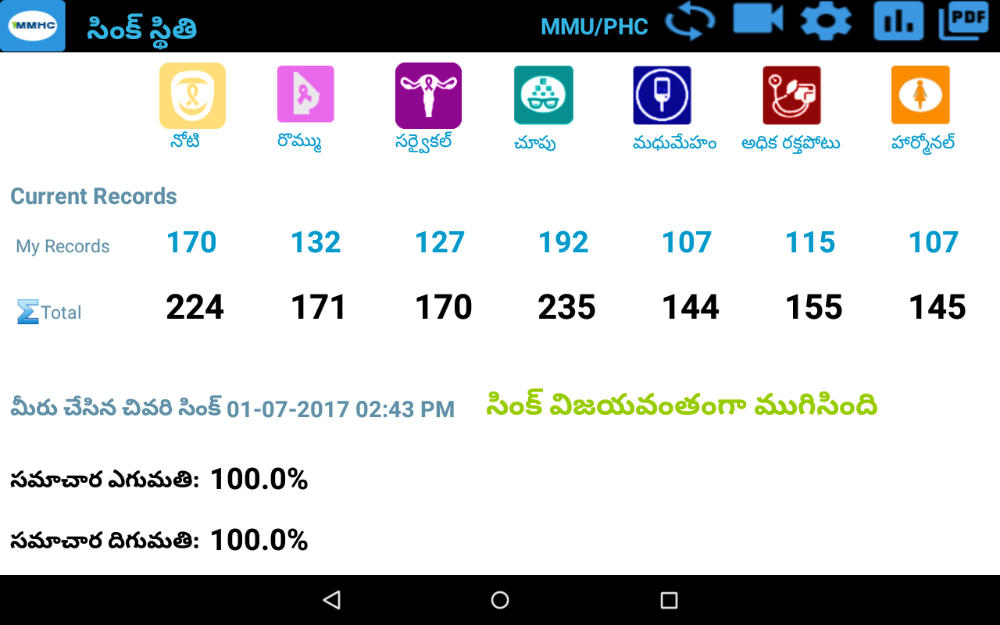 MMHC సింక్ స్థితి MMU/PHC PDF
E
నోటి రొమ్ము సర్వైకల్ చూపు మధుమేహం అధిక రక్తపోటు హార్మోనల్
Current Records
My Records 170 132 127 192 107 115 107
Total 224 171 170 235 144 155 145
మీరు చేసిన చివరి సింక్ 01-07-2017 02:43 PM సింక్ విజయవంతంగా ముగిసింది
సమాచార ఎగుమతి: 100.0%
సమాచార దిగుమతి: 100.0%